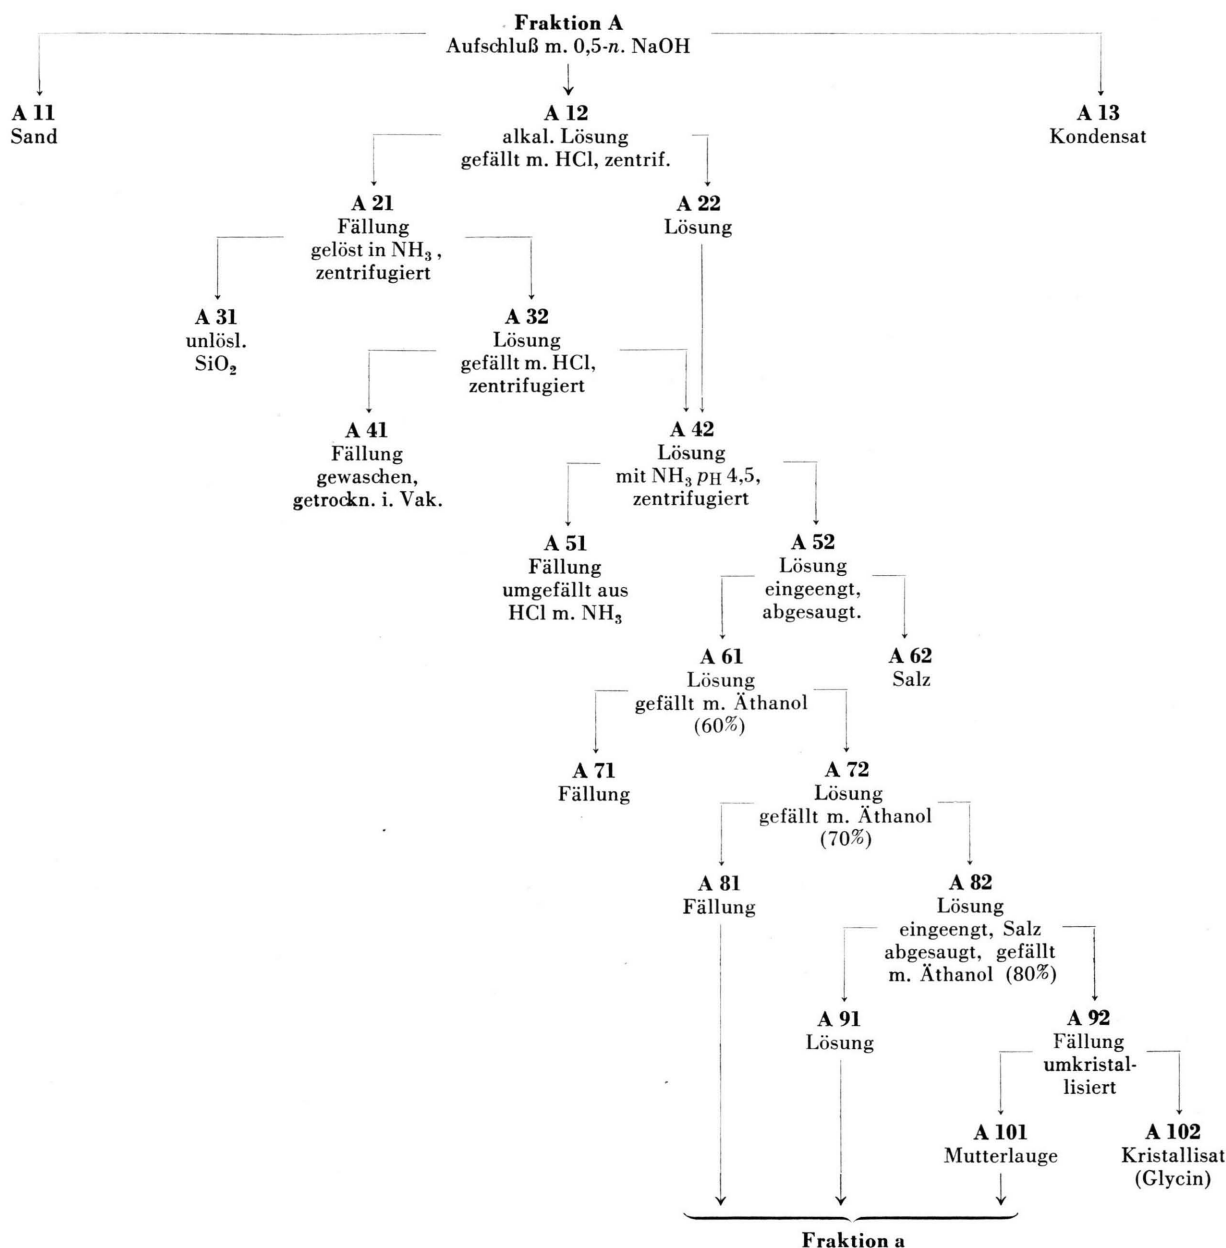 Fraktion A
Aufschluß m. 0,5-n. NaOH
A 11
Sand
A 12
alkal. Lösung
gefällt m. HCl, zentrif.
A 13
Kondensat
A 21
Fällung
gelöst in NH₃,
zentrifugiert
A 22
Lösung
A 31
unlösl.
SiO₂
A 32
Lösung
gefällt m. HCl,
zentrifugiert
A 41
Fällung
gewaschen,
getrockn. i. Vak.
A 42
Lösung
mit NH₃ pH 4,5,
zentrifugiert
A 51
Fällung
umgefällt aus
HCl m. NH₃
A 52
Lösung
eingeengt,
abgesaugt.
A 61
Lösung
gefällt m. Äthanol
(60%)
A 62
Salz
A 71
Fällung
A 72
Lösung
gefällt m. Äthanol
(70%)
A 81
Fällung
A 82
Lösung
eingeengt, Salz
abgesaugt, gefällt
m. Äthanol (80%)
A 91
Lösung
A 92
Fällung
umkristal-
lisiert
A 101
Mutterlauge
A 102
Kristallisat
(Glycin)
Fraktion a